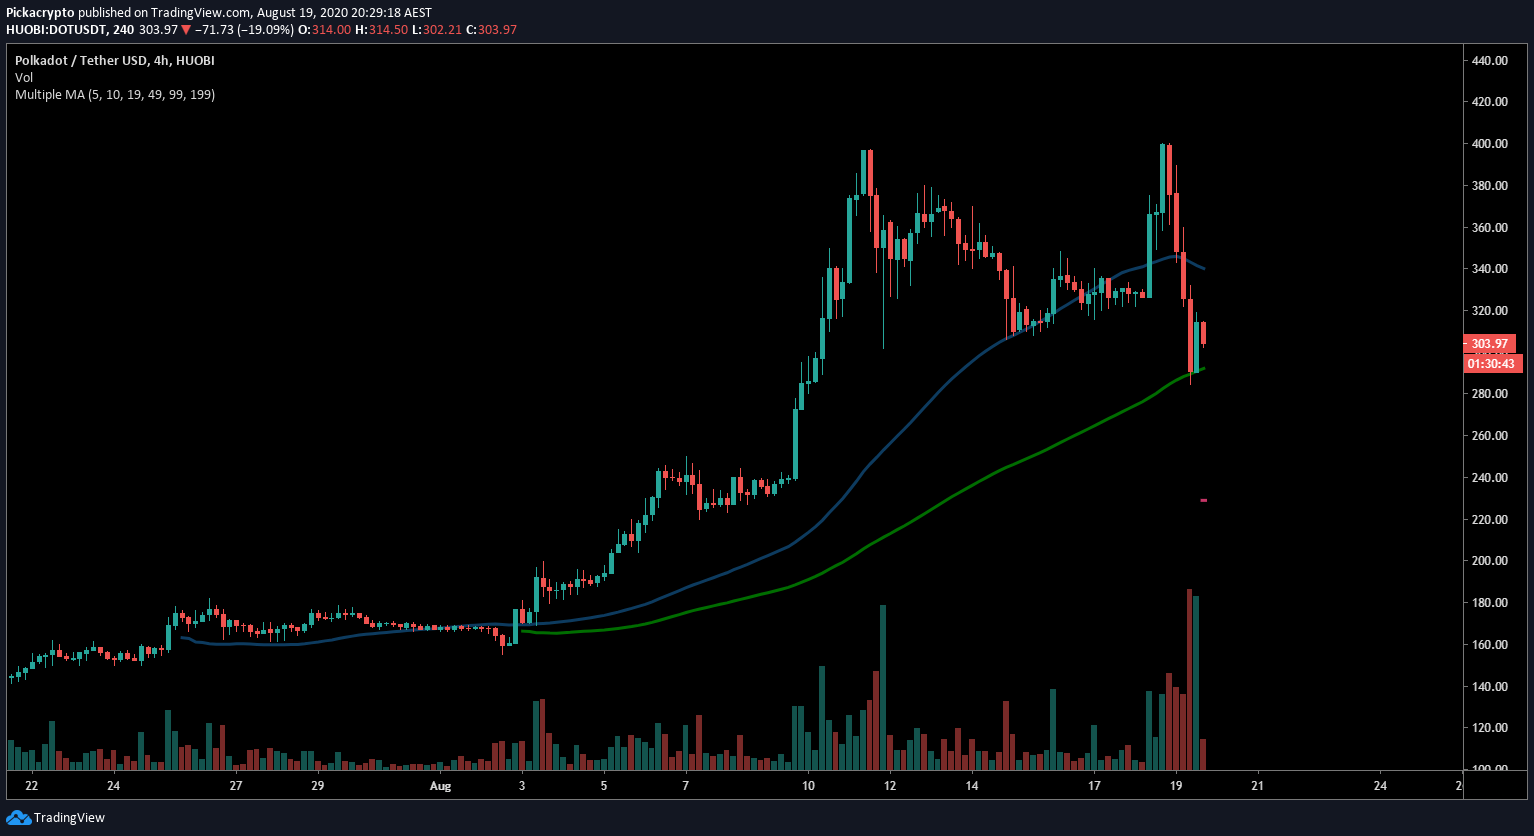 Pickacrypto published on TradingView.com, August 19, 2020 20:29:18 AEST
HUOBI:DOTUSDT, 240 303.97 ▼ −71.73 (−19.09%) O:314.00 H:314.50 L:302.21 C:303.97
Polkadot / Tether USD, 4h, HUOBI
Vol
Multiple MA (5, 10, 19, 49, 99, 199)
440.00
420.00
400.00
380.00
360.00
340.00
320.00
303.97
01:30:43
280.00
260.00
240.00
220.00
200.00
180.00
160.00
140.00
120.00
100.00
22 24 27 29 Aug 3 5 7 10 12 14 17 19 21 24
TradingView